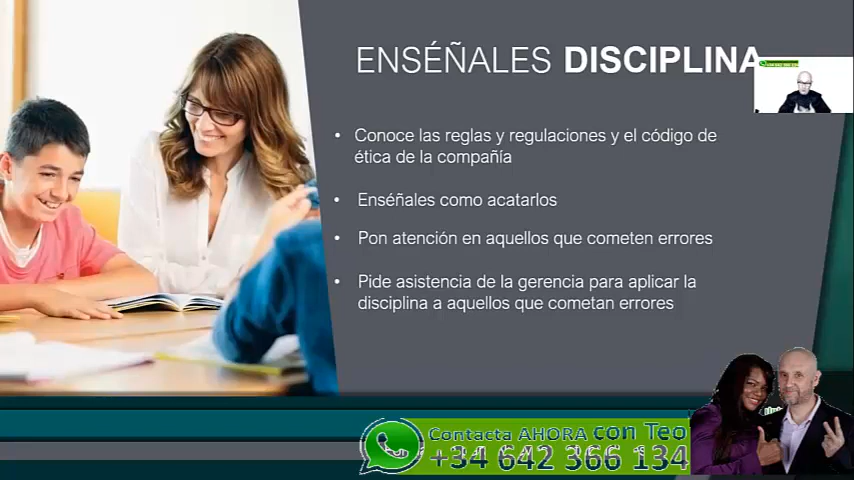 ENSÉÑALES DISCIPLINA
• Conoce las reglas y regulaciones y el código de
ética de la compañía
• Enséñales como acatarlos
• Pon atención en aquellos que cometen errores
• Pide asistencia de la gerencia para aplicar la
disciplina a aquellos que cometan errores
Contacta AHORA con Teo
+34 642 366 134